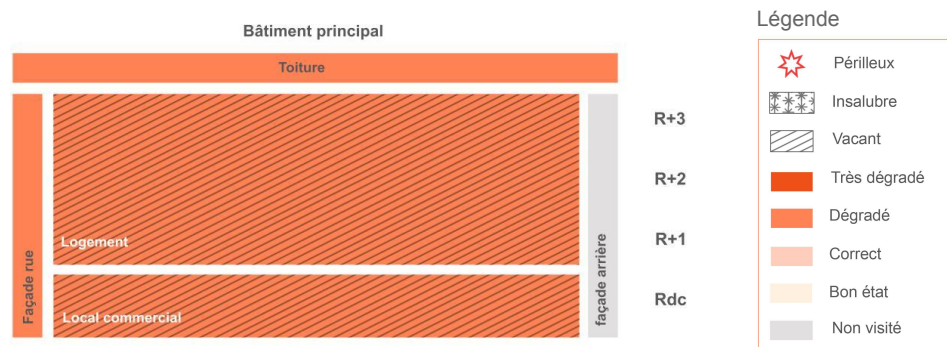 Bâtiment principal
Toiture
Façade rue
Logement
Local commercial
façade arrière
R+3
R+2
R+1
Rdc
Légende
Périlleux
Insalubre
Vacant
Très dégradé
Dégradé
Correct
Bon état
Non visité